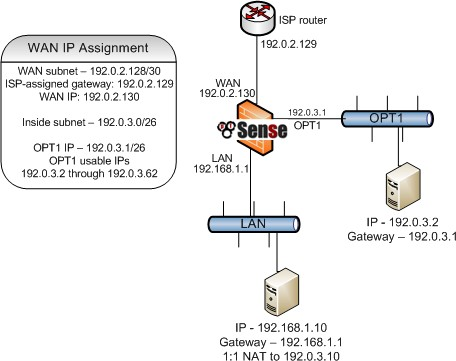 ISP router
192.0.2.129
WAN IP Assignment
WAN subnet – 192.0.2.128/30
ISP-assigned gateway: 192.0.2.129
WAN IP: 192.0.2.130
Inside subnet – 192.0.3.0/26
OPT1 IP – 192.0.3.1/26
OPT1 usable IPs
192.0.3.2 through 192.0.3.62
WAN
192.0.2.130
192.0.3.1
OPT1
OPT1
Sense
LAN
192.168.1.1
IP - 192.0.3.2
Gateway – 192.0.3.1
LAN
IP - 192.168.1.10
Gateway – 192.168.1.1
1:1 NAT to 192.0.3.10